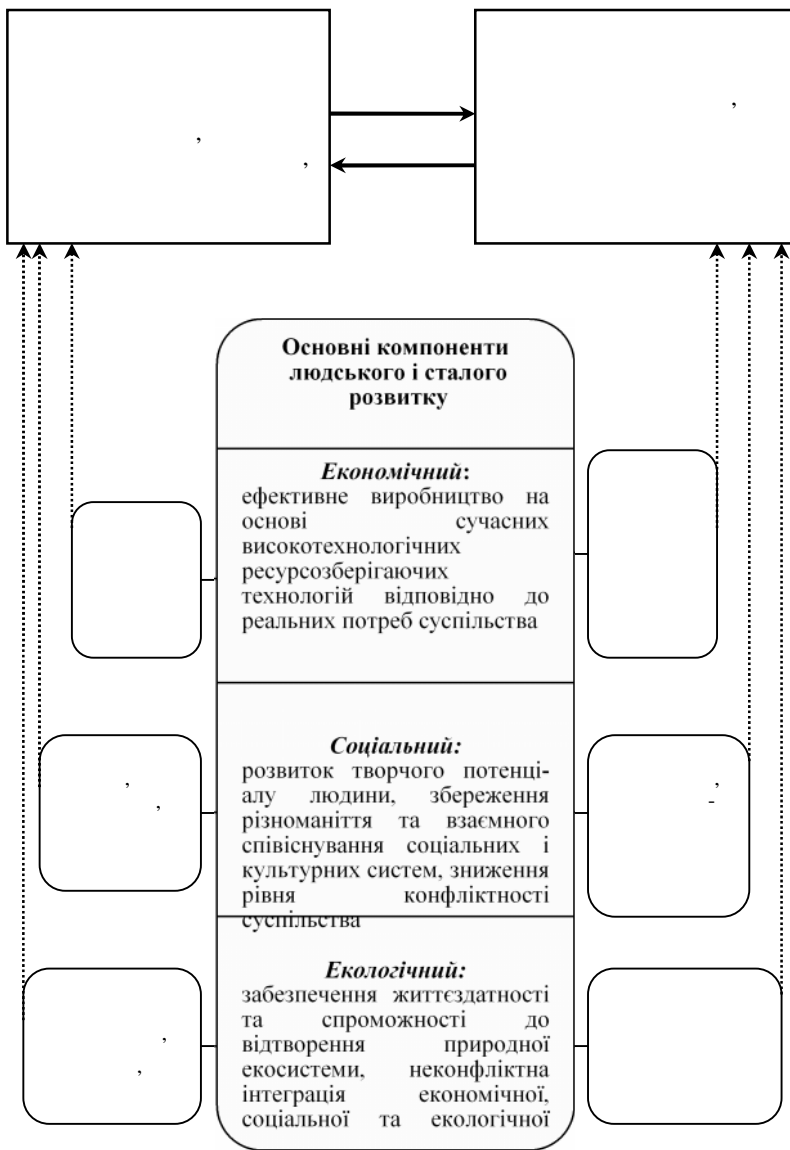 Основні компоненти
людського і сталого
розвитку
Економічний:
ефективне виробництво на
основі сучасних
високотехнологічних
ресурсозберігаючих
технологій відповідно до
реальних потреб суспільства
Соціальний:
розвиток творчого потенці-
алу людини, збереження
різноманіття та взаємного
співіснування соціальних і
культурних систем, зниження
рівня конфліктності
суспільства
Екологічний:
забезпечення життєздатності
та спроможності до
відтворення природної
екосистеми, неконфліктна
інтеграція економічної,
соціальної та екологічної